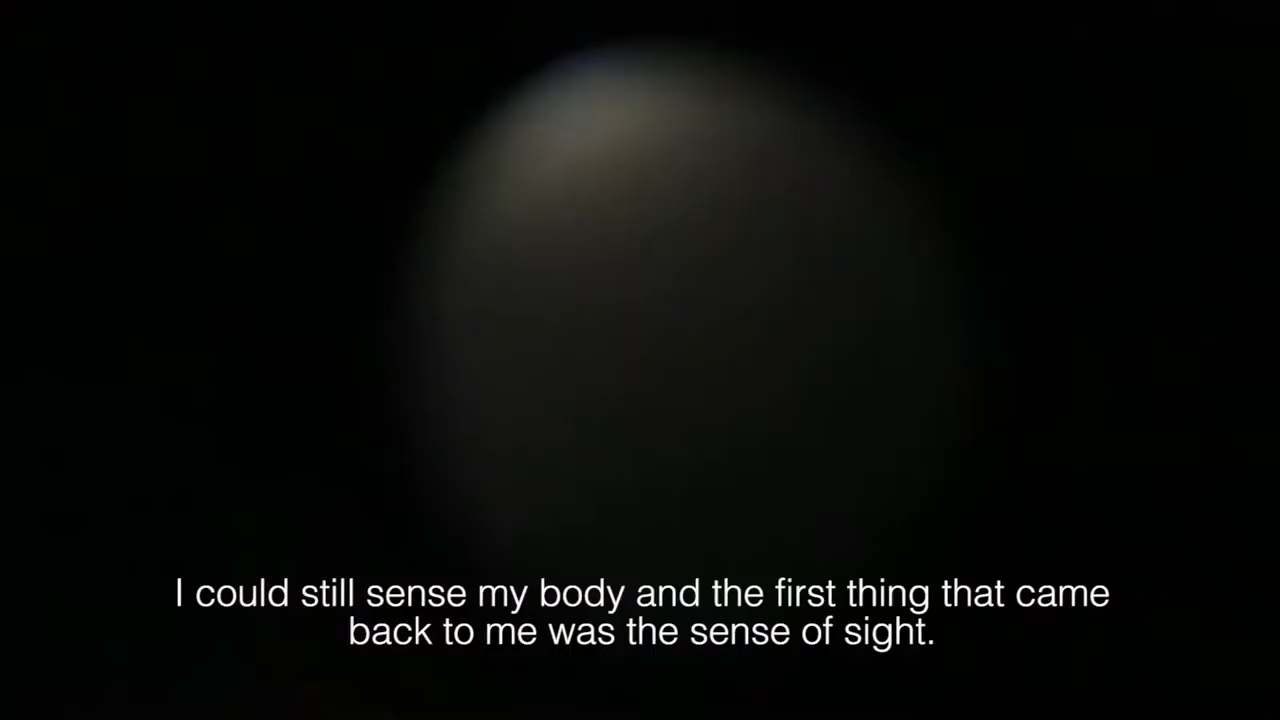 I could still sense my body and the first thing that came
back to me was the sense of sight.